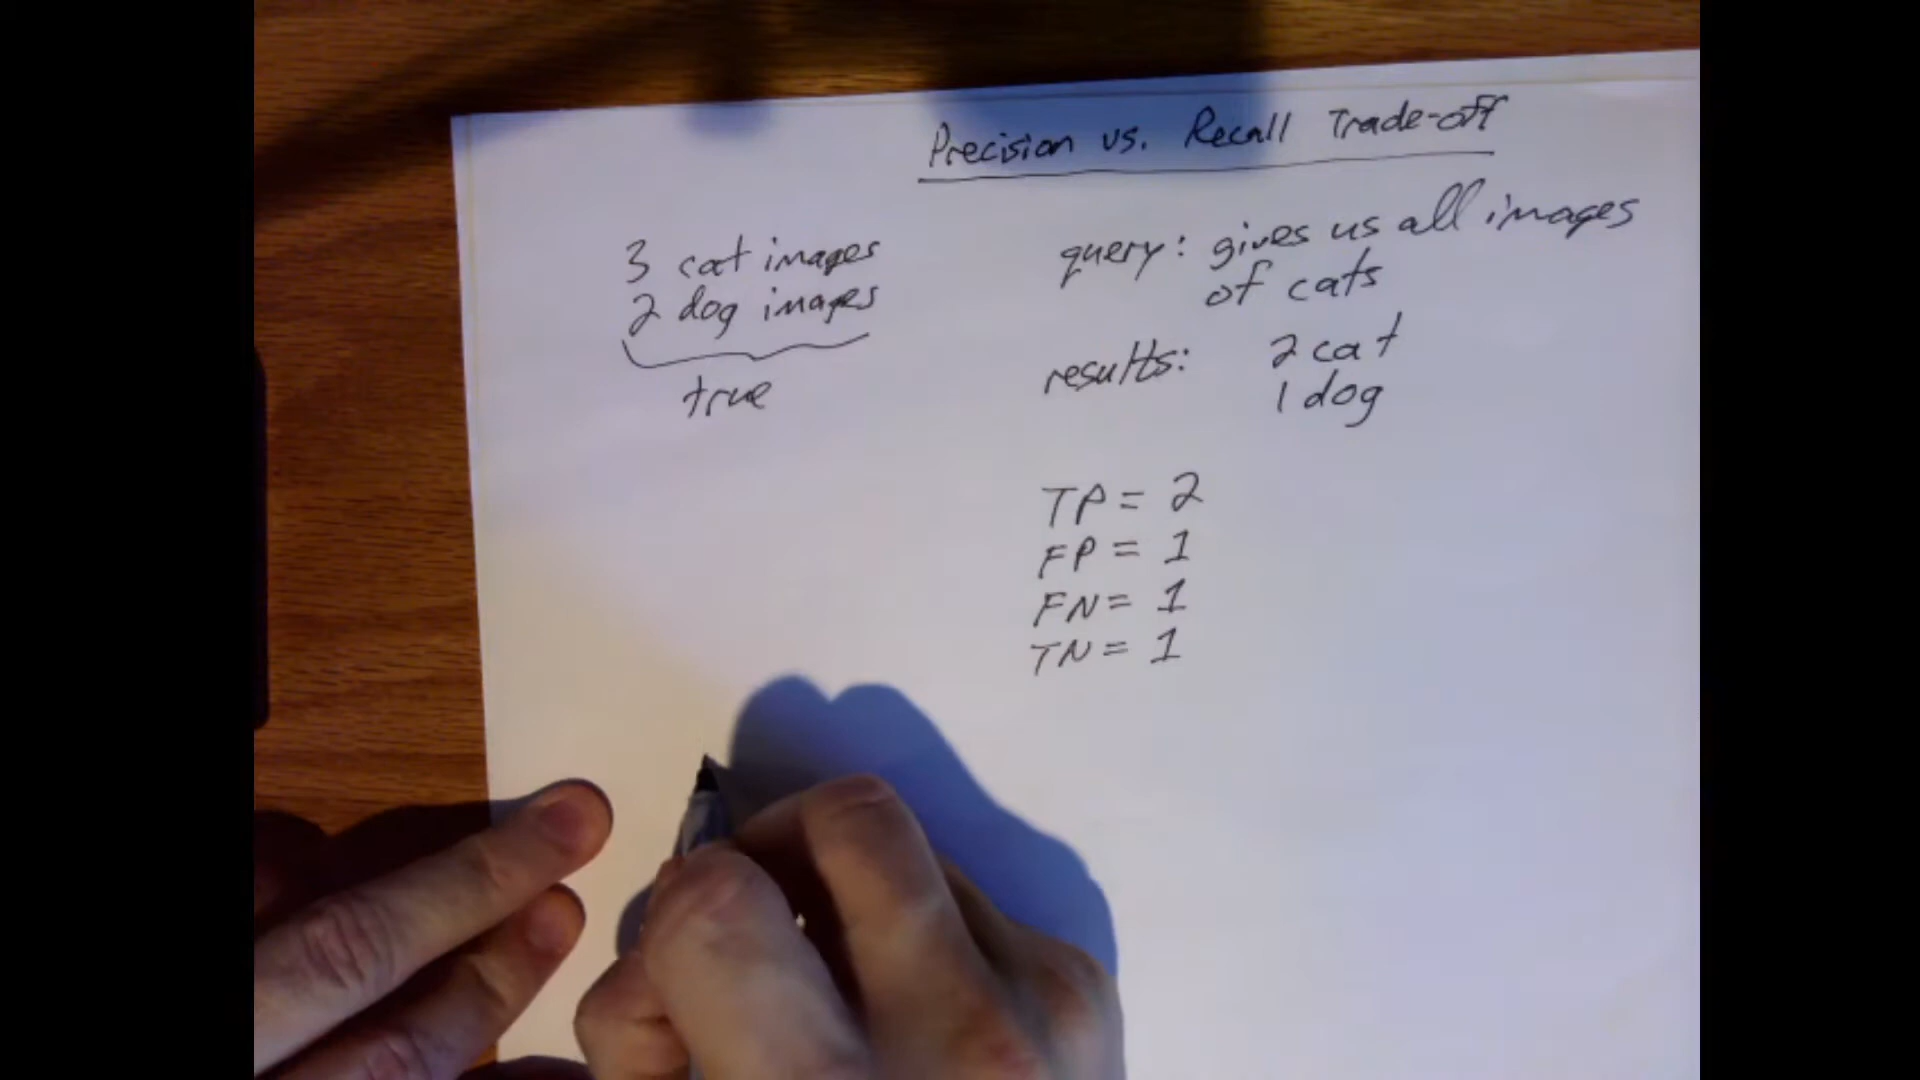 Precision vs. Recall Trade-off
3 cat images
2 dog images
true
query: gives us all images
of cats
results: 2 cat
1 dog
TP = 2
FP = 1
FN = 1
TN = 1